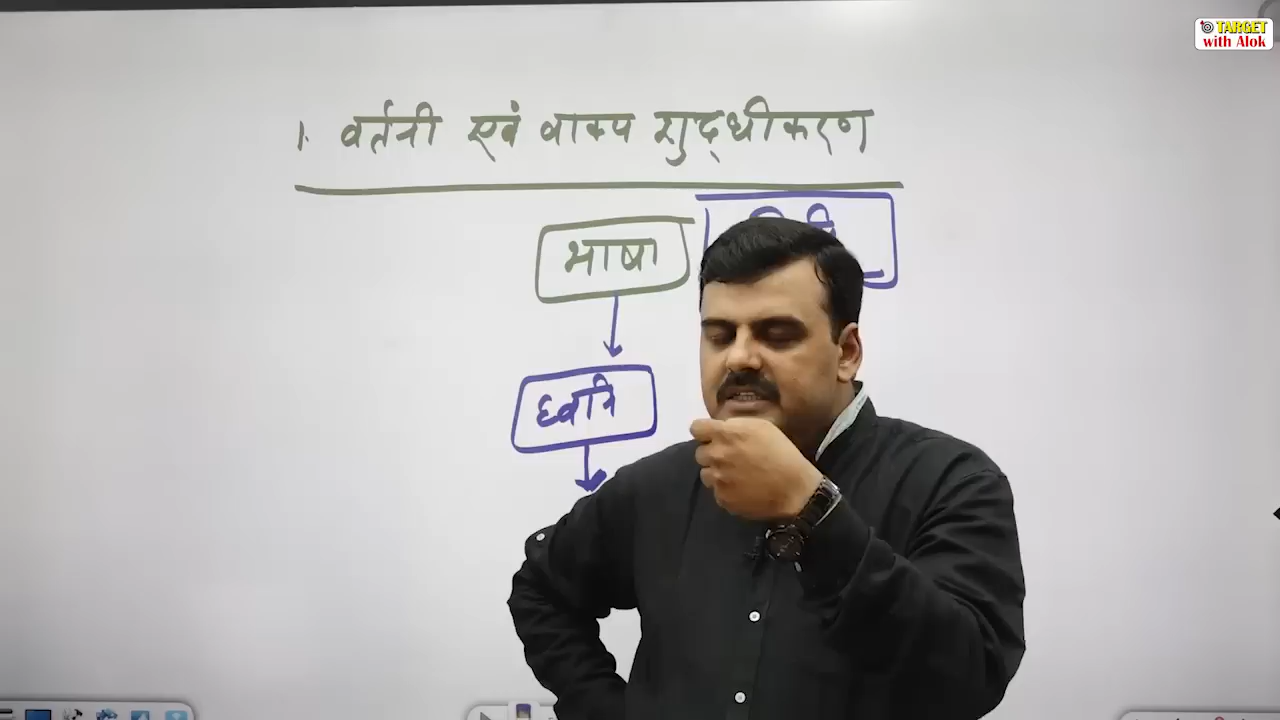 TARGET
with Alok
1. वर्तनी एवं वाक्य शुद्धीकरण
भाषा
ध्वनि